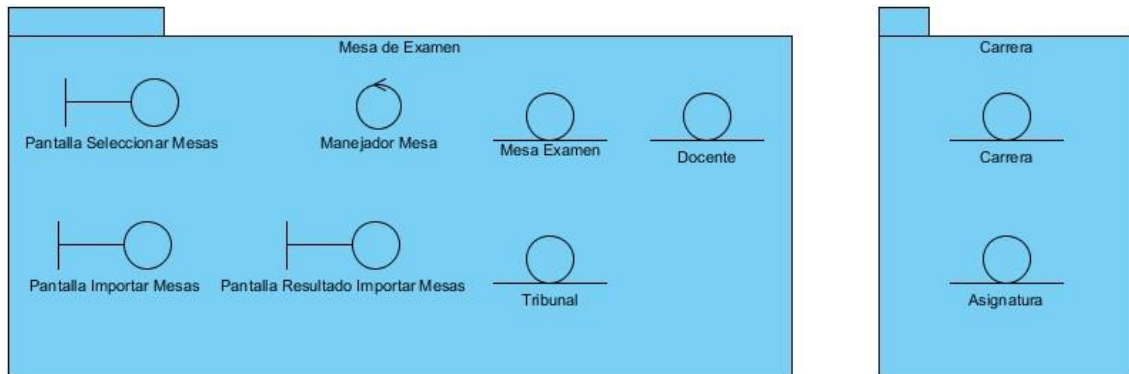 Mesa de Examen
Pantalla Seleccionar Mesas
Manejador Mesa
Mesa Examen
Docente
Pantalla Importar Mesas
Pantalla Resultado Importar Mesas
Tribunal
Carrera
Carrera
Asignatura